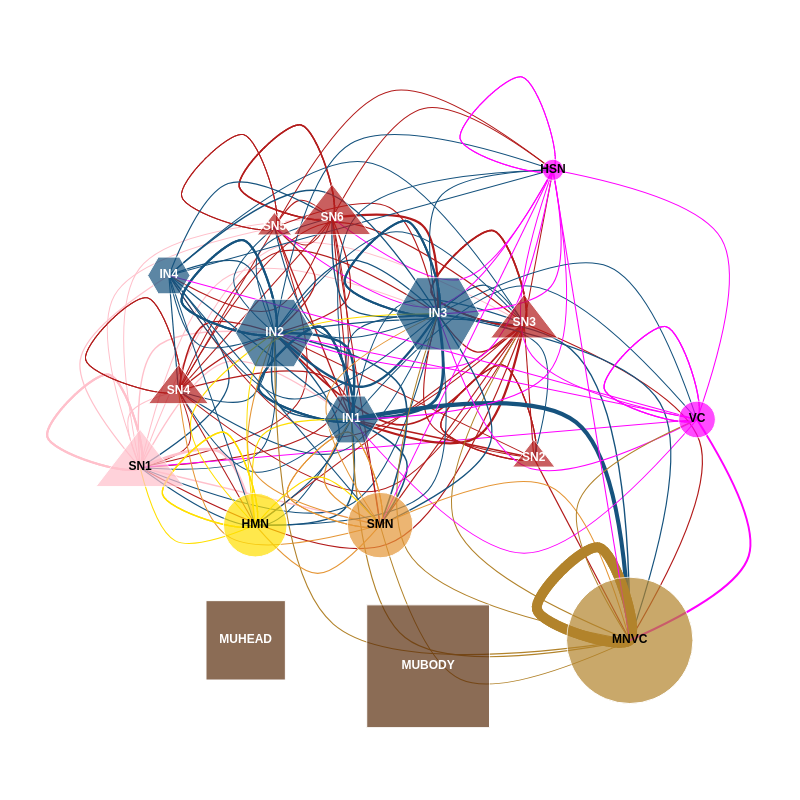 HSN
SN6
SN5
IN4
IN3
SN3
IN2
SN4
IN1
VC
SN2
SN1
HMN
SMN
MUHEAD
MNVC
MUBODY